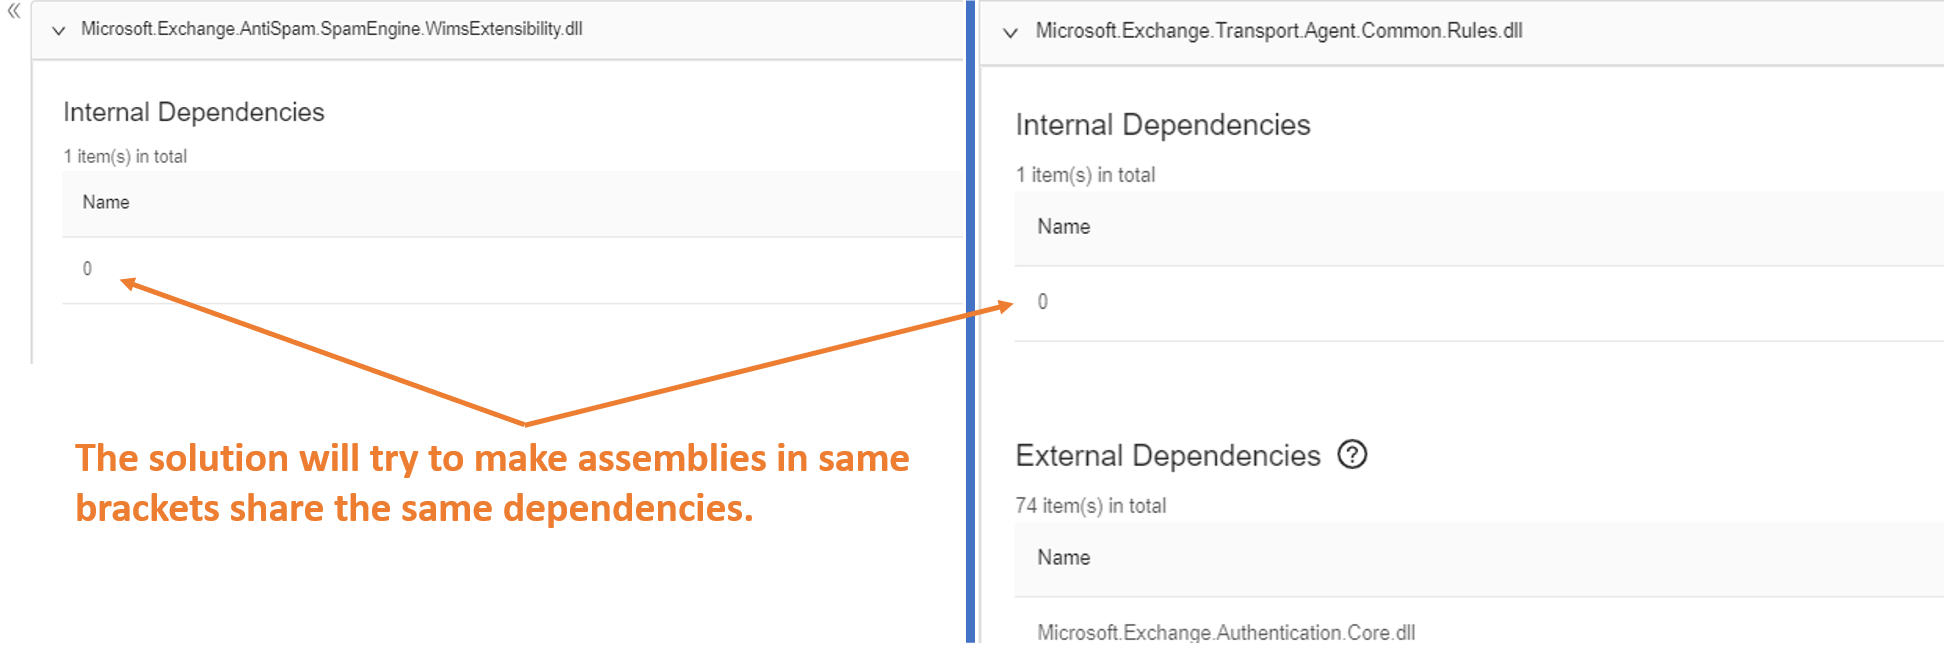 Microsoft.Exchange.AntiSpam.SpamEngine.WimsExtensibility.dll
Internal Dependencies
1 item(s) in total
Name
0
The solution will try to make assemblies in same
brackets share the same dependencies.
Microsoft.Exchange.Transport.Agent.Common.Rules.dll
Internal Dependencies
1 item(s) in total
Name
0
External Dependencies ?
74 item(s) in total
Name
Microsoft.Exchange.Authentication.Core.dll